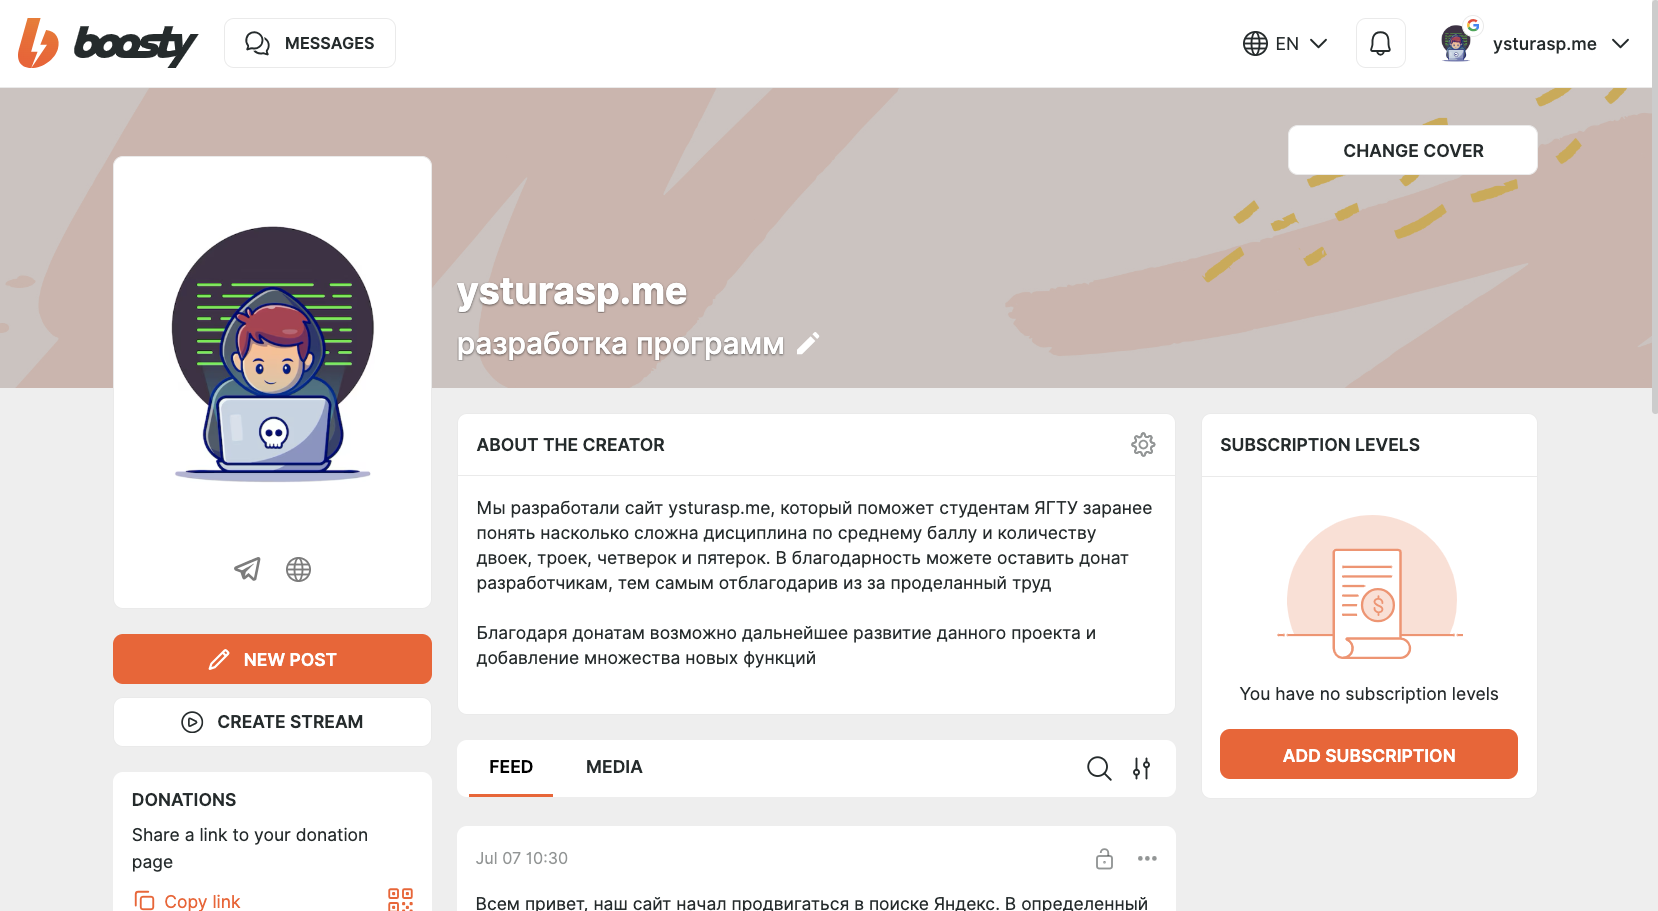 boosty
MESSAGES
EN
ysturasp.me
CHANGE COVER
ysturasp.me
разработка программ
NEW POST
CREATE STREAM
DONATIONS
Share a link to your donation
page
Copy link
ABOUT THE CREATOR
Мы разработали сайт ysturasp.me, который поможет студентам ЯГТУ заранее
понять насколько сложна дисциплина по среднему баллу и количеству
двоек, троек, четверок и пятерок. В благодарность можете оставить донат
разработчикам, тем самым отблагодарив из за проделанный труд
Благодаря донатам возможно дальнейшее развитие данного проекта и
добавление множества новых функций
FEED
MEDIA
Jul 07 10:30
Всем привет, наш сайт начал продвигаться в поиске Яндекс. В определенный
SUBSCRIPTION LEVELS
$
You have no subscription levels
ADD SUBSCRIPTION